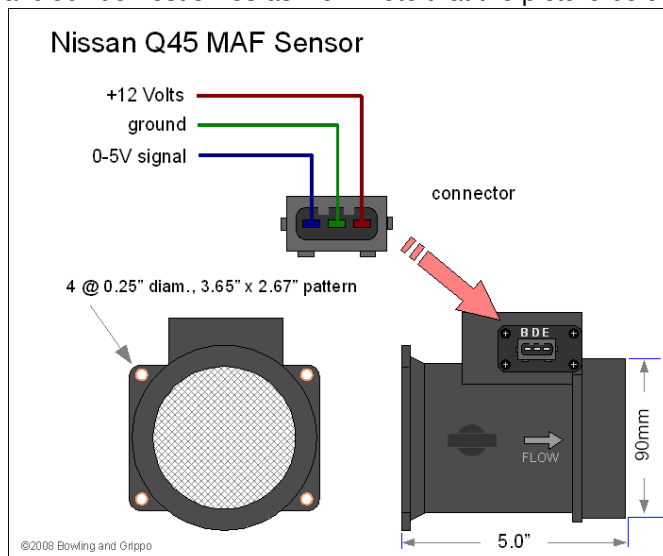 Nissan Q45 MAF Sensor
+12 Volts
ground
0-5V signal
connector
4 @ 0.25" diam., 3.65" x 2.67" pattern
B D E
FLOW
90mm
5.0"
©2008 Bowling and Grippo